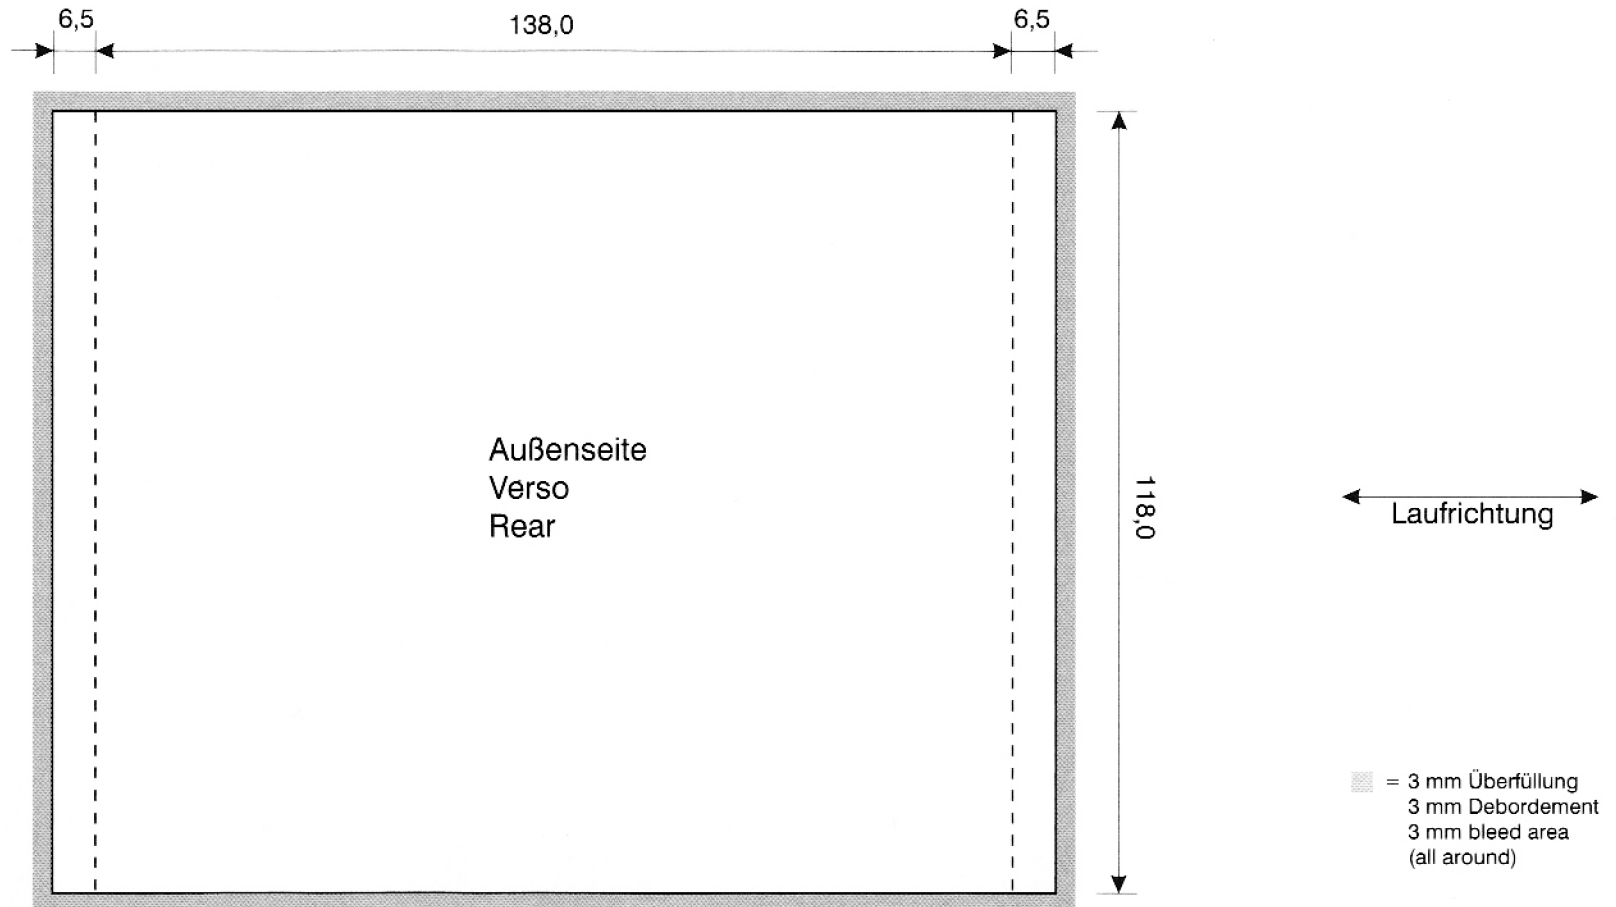 6,5
138,0
6,5
Außenseite
Verso
Rear
118,0
Laufrichtung
= 3 mm Überfüllung
3 mm Debordement
3 mm bleed area
(all around)